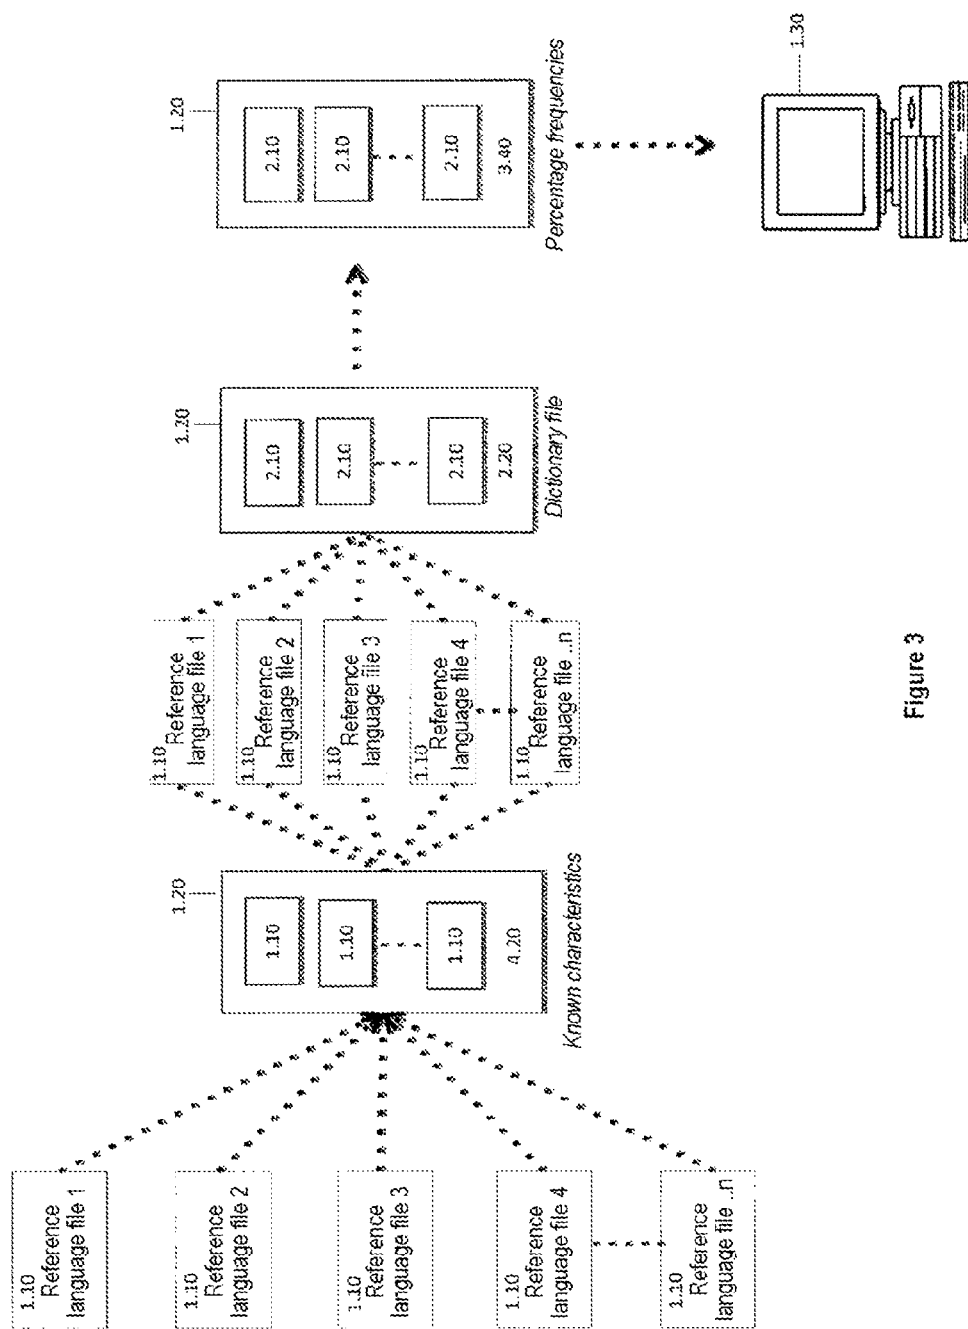 1.10
Reference
language file 1
1.10
Reference
language file 2
1.10
Reference
language file 3
1.10
Reference
language file 4
1.10
Reference
language file ..n
1.20
1.10
1.10
1.10
4.20
Known characteristics
1.10
Reference
language file 1
1.10
Reference
language file 2
1.10
Reference
language file 3
1.10
Reference
language file 4
1.10
Reference
language file ..n
1.20
2.10
2.10
2.10
2.20
Dictionary file
1.20
2.10
2.10
2.10
3.40
Percentage frequencies
1.30
Figure 3